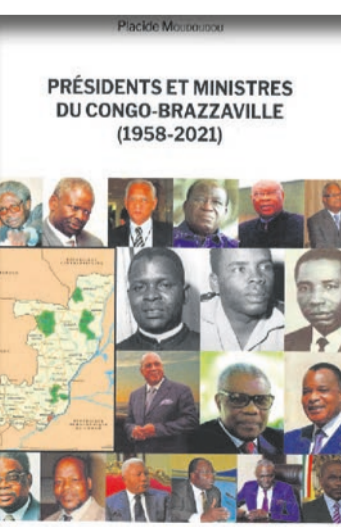 Placide MOUDOUDOU
PRÉSIDENTS ET MINISTRES
DU CONGO-BRAZZAVILLE
(1958-2021)